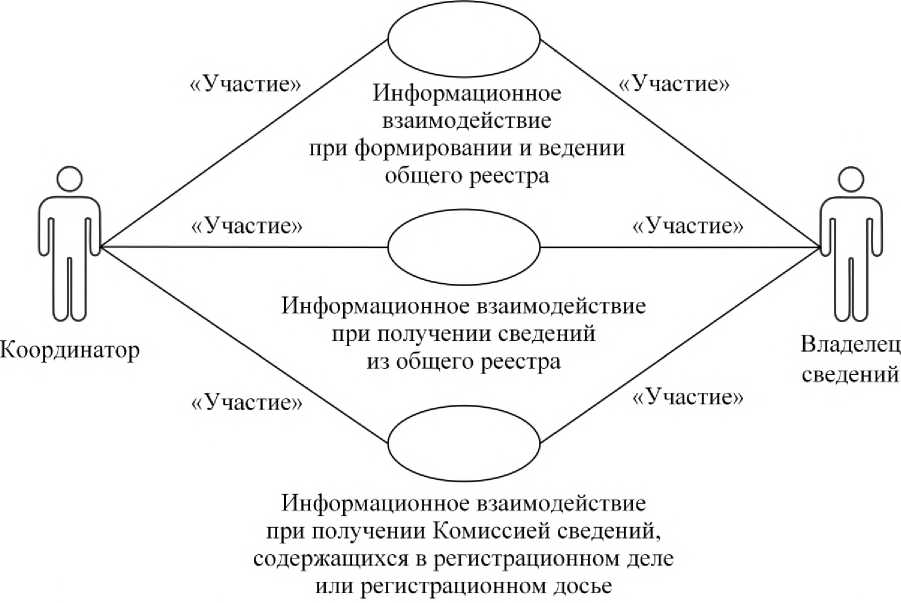 «Участие»
«Участие»
Информационное
взаимодействие
при формировании и ведении
общего реестра
«Участие»
«Участие»
Информационное взаимодействие
при получении сведений
из общего реестра
Координатор
Владелец
сведений
«Участие»
«Участие»
Информационное взаимодействие
при получении Комиссией сведений,
содержащихся в регистрационном деле
или регистрационном досье